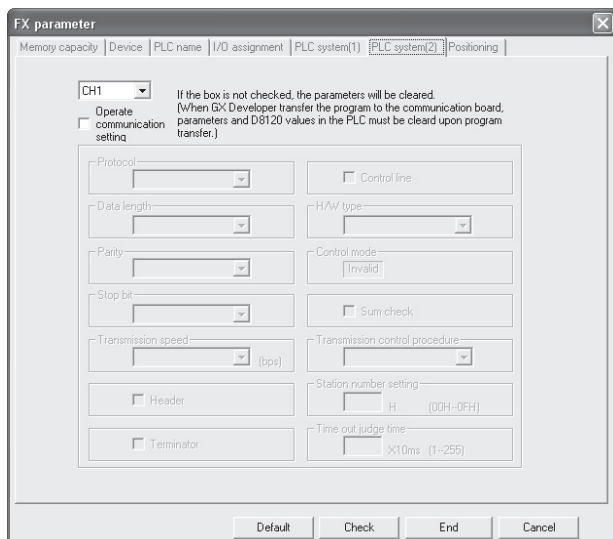 FX parameter
Memory capacity Device PLC name I/O assignment PLC system(1) PLC system(2) Positioning
CH1
If the box is not checked, the parameters will be cleared.
(When GX Developer transfer the program to the communication board,
parameters and D8120 values in the PLC must be cleard upon program
transfer.)
Operate
communication
setting
Protocol
Control line
Data length
H/W type
Parity
Control mode
Invalid
Stop bit
Sum check
Transmission speed
(bps)
Transmission control procedure
Header
Station number setting
H (00H--0FH)
Terminator
Time out judge time
X10ms (1--255)
Default Check End Cancel